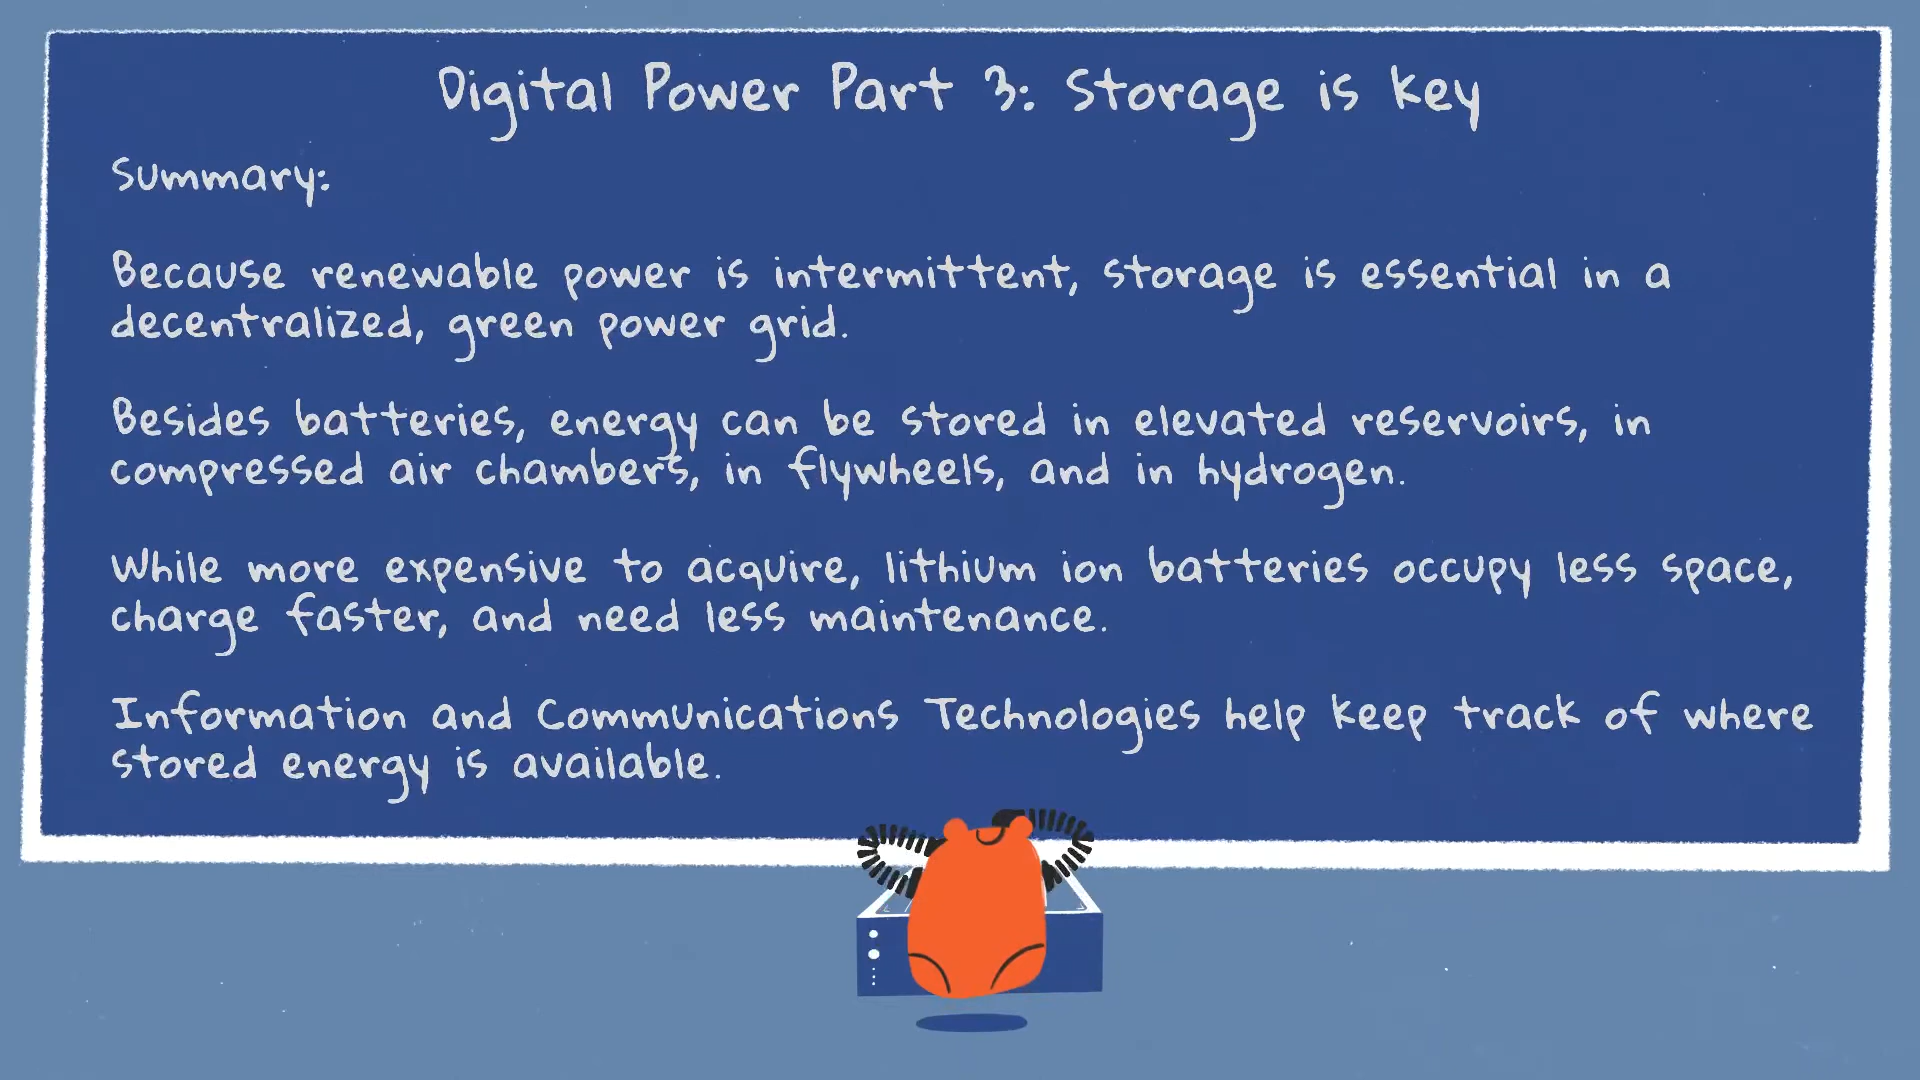 Digital Power Part 3: Storage is key
Summary:
Because renewable power is intermittent, storage is essential in a
decentralized, green power grid.
Besides batteries, energy can be stored in elevated reservoirs, in
compressed air chambers, in flywheels, and in hydrogen.
While more expensive to acquire, lithium ion batteries occupy less space,
charge faster, and need less maintenance.
Information and Communications Technologies help keep track of where
stored energy is available.